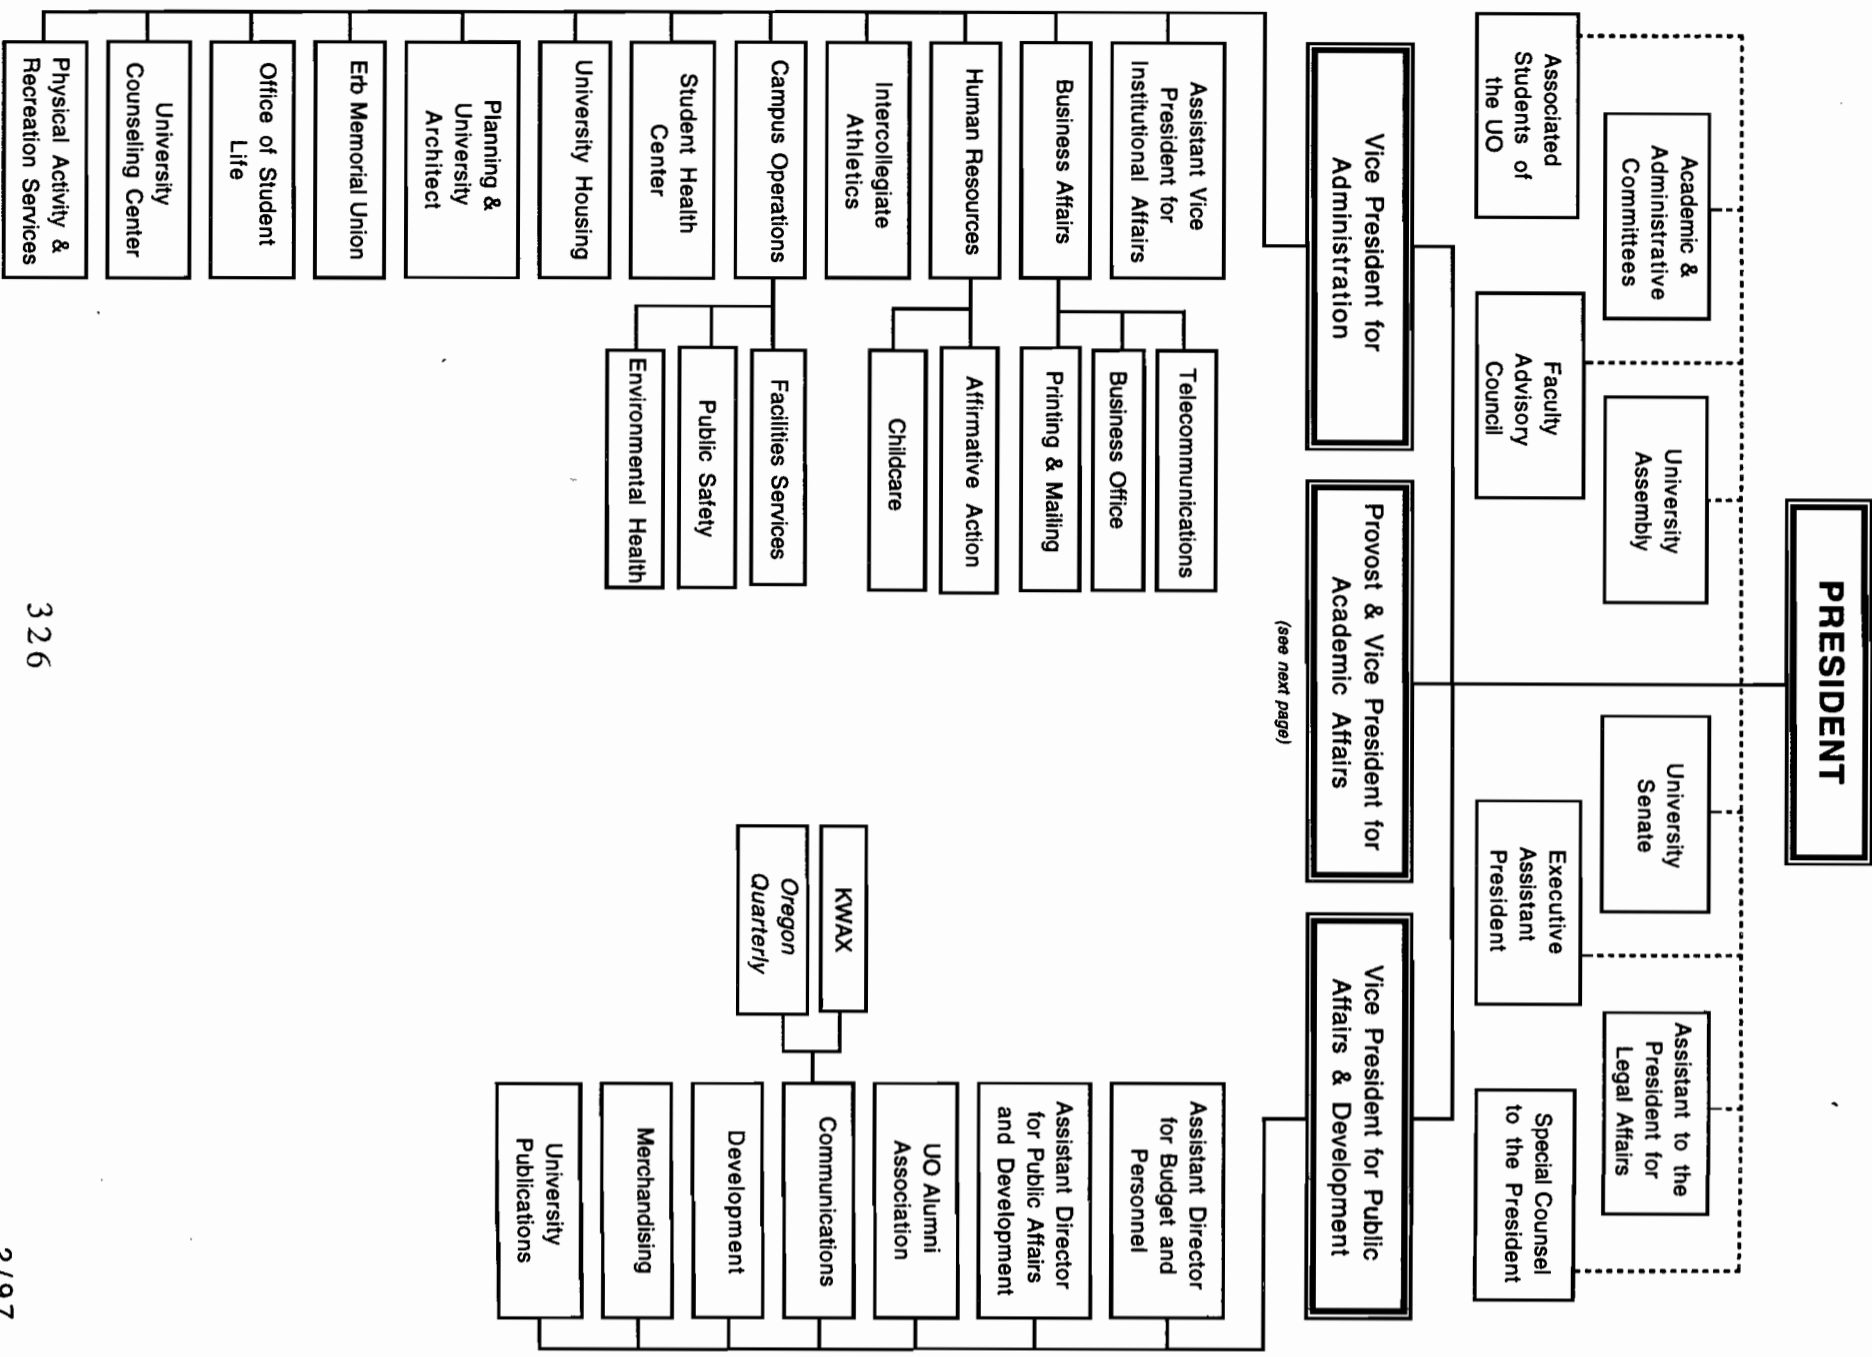 PRESIDENT
Academic &
Administrative
Committees
University
Assembly
University
Senate
Assistant to the
President for
Legal Affairs
Associated
Students of
the UO
Faculty
Advisory
Council
Executive
Assistant
President
Special Counsel
to the President
Vice President for
Administration
Provost & Vice President for
Academic Affairs
Vice President for Public
Affairs & Development
(see next page)
Assistant Vice
President for
Institutional Affairs
Business Affairs
Telecommunications
Business Office
Printing & Mailing
Human Resources
Affirmative Action
Childcare
Intercollegiate
Athletics
Campus Operations
Facilities Services
Public Safety
Environmental Health
Student Health
Center
University Housing
Planning &
University
Architect
Erb Memorial Union
Office of Student
Life
University
Counseling Center
Physical Activity &
Recreation Services
Assistant Director
for Budget and
Personnel
Assistant Director
for Public Affairs
and Development
UO Alumni
Association
Communications
KWAX
Oregon
Quarterly
Development
Merchandising
University
Publications
326
2/97